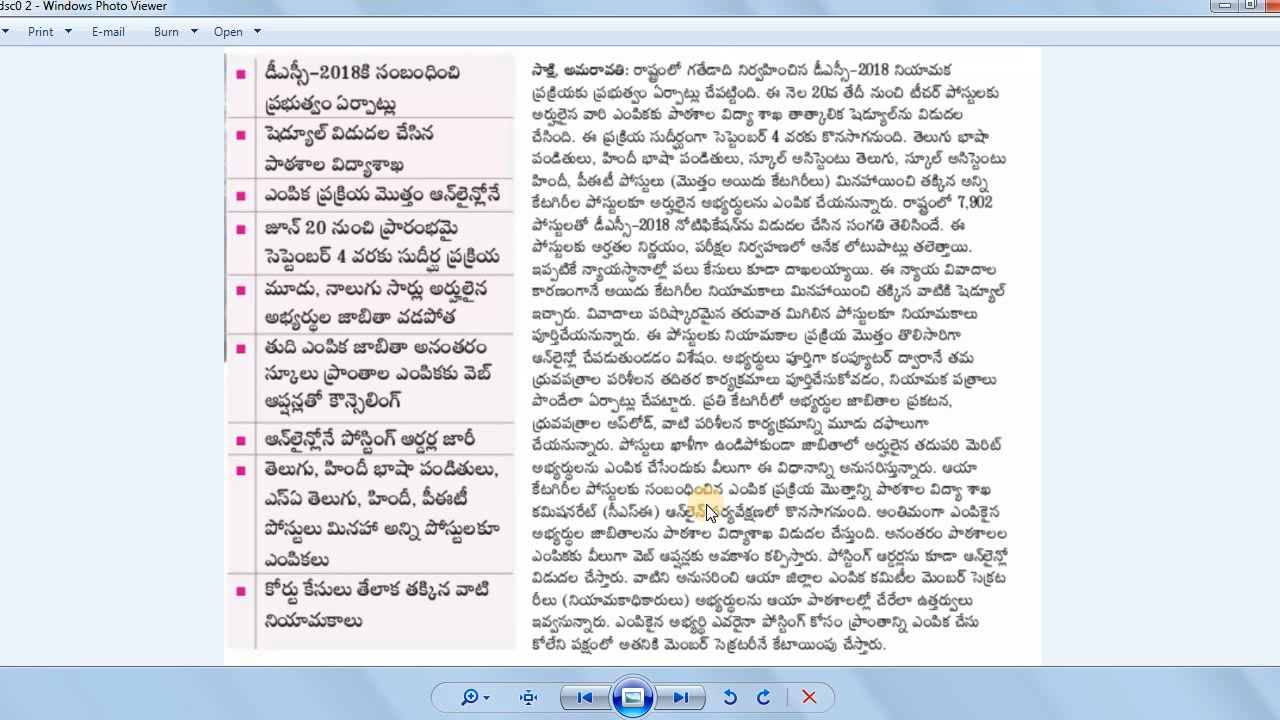 dsc0 2 - Windows Photo Viewer
Print
E-mail
Burn
Open
డీఎస్సీ-2018కి సంబంధించి
ప్రభుత్వం ఏర్పాట్లు
షెడ్యూల్ విడుదల చేసిన
పాఠశాల విద్యాశాఖ
ఎంపిక ప్రక్రియ మొత్తం ఆన్‌లైన్లోనే
జూన్ 20 నుంచి ప్రారంభమై
సెప్టెంబర్ 4 వరకు సుదీర్ఘ ప్రక్రియ
మూడు, నాలుగు సార్లు అర్హులైన
అభ్యర్థుల జాబితా వడపోత
తుది ఎంపిక జాబితా అనంతరం
స్కూలు ప్రాంతాల ఎంపికకు వెబ్
ఆప్షన్లతో కౌన్సెలింగ్
ఆన్‌లైన్లోనే పోస్టింగ్ ఆర్డర్ల జారీ
తెలుగు, హిందీ భాషా పండితులు,
ఎస్ఏ తెలుగు, హిందీ, పీఈటీ
పోస్టులు మినహా అన్ని పోస్టులకూ
ఎంపికలు
కోర్టు కేసులు తేలాక తక్కిన వాటి
నియామకాలు
సాక్షి, అమరావతి: రాష్ట్రంలో గతేడాది నిర్వహించిన డీఎస్సీ-2018 నియామక
ప్రక్రియకు ప్రభుత్వం ఏర్పాట్లు చేపట్టింది. ఈ నెల 20వ తేదీ నుంచి టీచర్ పోస్టులకు
అర్హులైన వారి ఎంపికకు పాఠశాల విద్యా శాఖ తాత్కాలిక షెడ్యూల్‌ను విడుదల
చేసింది. ఈ ప్రక్రియ సుదీర్ఘంగా సెప్టెంబర్ 4 వరకు కొనసాగనుంది. తెలుగు భాషా
పండితులు, హిందీ భాషా పండితులు, స్కూల్ అసిస్టెంటు తెలుగు, స్కూల్ అసిస్టెంటు
హిందీ, పీఈటీ పోస్టులు (మొత్తం అయిదు కేటగిరీలు) మినహాయించి తక్కిన అన్ని
కేటగిరీల పోస్టులకూ అర్హులైన అభ్యర్థులను ఎంపిక చేయనున్నారు. రాష్ట్రంలో 7,902
పోస్టులతో డీఎస్సీ-2018 నోటిఫికేషన్‌ను విడుదల చేసిన సంగతి తెలిసిందే. ఈ
పోస్టులకు అర్హతల నిర్ణయం, పరీక్షల నిర్వహణలో అనేక లోటుపాట్లు తలెత్తాయి.
ఇప్పటికే న్యాయస్థానాల్లో పలు కేసులు కూడా దాఖలయ్యాయి. ఈ న్యాయ వివాదాల
కారణంగానే అయిదు కేటగిరీల నియామకాలు మినహాయించి తక్కిన వాటికి షెడ్యూల్
ఇచ్చారు. వివాదాలు పరిష్కారమైన తరువాత మిగిలిన పోస్టులకూ నియామకాలు
పూర్తిచేయనున్నారు. ఈ పోస్టులకు నియామకాల ప్రక్రియ మొత్తం తొలిసారిగా
ఆన్‌లైన్లో చేపడుతుండడం విశేషం. అభ్యర్థులు పూర్తిగా కంప్యూటర్ ద్వారానే తమ
ధ్రువపత్రాల పరిశీలన తదితర కార్యక్రమాలు పూర్తిచేసుకోవడం, నియామక పత్రాలు
పొందేలా ఏర్పాట్లు చేపట్టారు. ప్రతి కేటగిరీలో అభ్యర్థుల జాబితాల ప్రకటన,
ధ్రువపత్రాల అప్‌లోడ్, వాటి పరిశీలన కార్యక్రమాన్ని మూడు దఫాలుగా
చేయనున్నారు. పోస్టులు ఖాళీగా ఉండిపోకుండా జాబితాలో అర్హులైన తదుపరి మెరిట్
అభ్యర్థులను ఎంపిక చేసేందుకు వీలుగా ఈ విధానాన్ని అనుసరిస్తున్నారు. ఆయా
కేటగిరీల పోస్టులకు సంబంధించిన ఎంపిక ప్రక్రియ మొత్తాన్ని పాఠశాల విద్యా శాఖ
కమిషనరేట్ (సీఎస్ఈ) కొనసాగనుంది. అంతిమంగా ఎంపికైన
అభ్యర్థుల జాబితాలను పాఠశాల విద్యాశాఖ విడుదల చేస్తుంది. అనంతరం పాఠశాలల
ఎంపికకు వీలుగా వెబ్ ఆప్షన్లకు అవకాశం కల్పిస్తారు. పోస్టింగ్ ఆర్డర్లను కూడా ఆన్‌లైన్లో
విడుదల చేస్తారు. వాటిని అనుసరించి ఆయా జిల్లాల ఎంపిక కమిటీల మెంబర్ సెక్రట
రీలు (నియామకాధికారులు) అభ్యర్థులను ఆయా పాఠశాలల్లో చేరేలా ఉత్తర్వులు
ఇవ్వనున్నారు. ఎంపికైన అభ్యర్థి ఎవరైనా పోస్టింగ్ కోసం ప్రాంతాన్ని ఎంపిక చేసు
కోలేని పక్షంలో అతనికి మెంబర్ సెక్రటరీనే కేటాయింపు చేస్తారు.